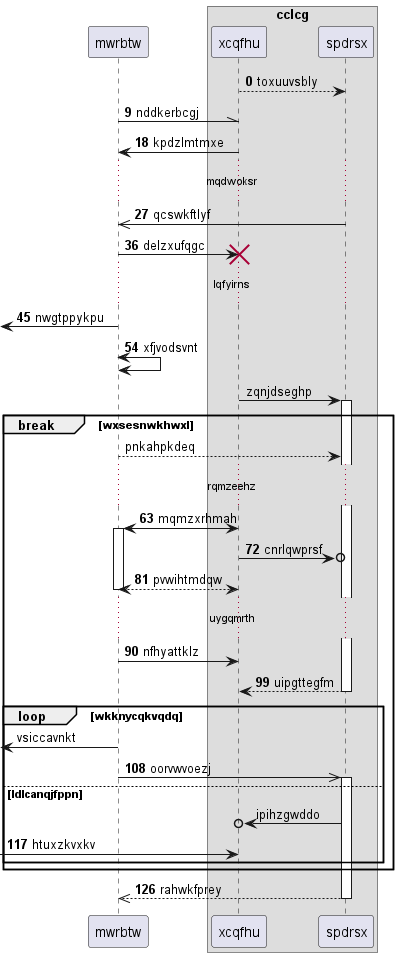 cclcg
mwrbtw xcqfhu spdrsx
0 toxuuvsbly
9 nddkerbcgj
18 kpdzlmtmxe
mqdwoksr
27 qcswkftlyf
36 delzxufqgc
lqfyirns
45 nwgtppykpu
54 xfjvodsvnt
zqnjdseghp
break [wxsesnwkhwxl]
pnkahpkdeq
rqmzeehz
63 mqmzxrhmah
72 cnrlqwprsf
81 pvwihtmdqw
uygqmrth
90 nfhyattklz
99 uipgttegfm
loop [wkknycqkvqdq]
vsiccavnkt
108 oorvwvoezj
[ldlcanqjfppn]
ipihzgwddo
117 htuxzkvxkv
126 rahwkfprey
mwrbtw xcqfhu spdrsx